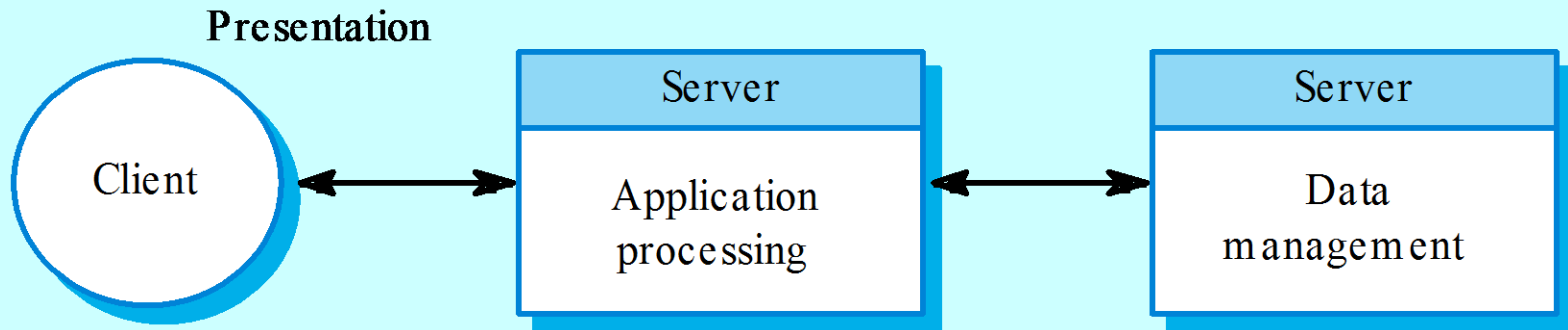 Presentation
Client
Server
Application
processing
Server
Data
management